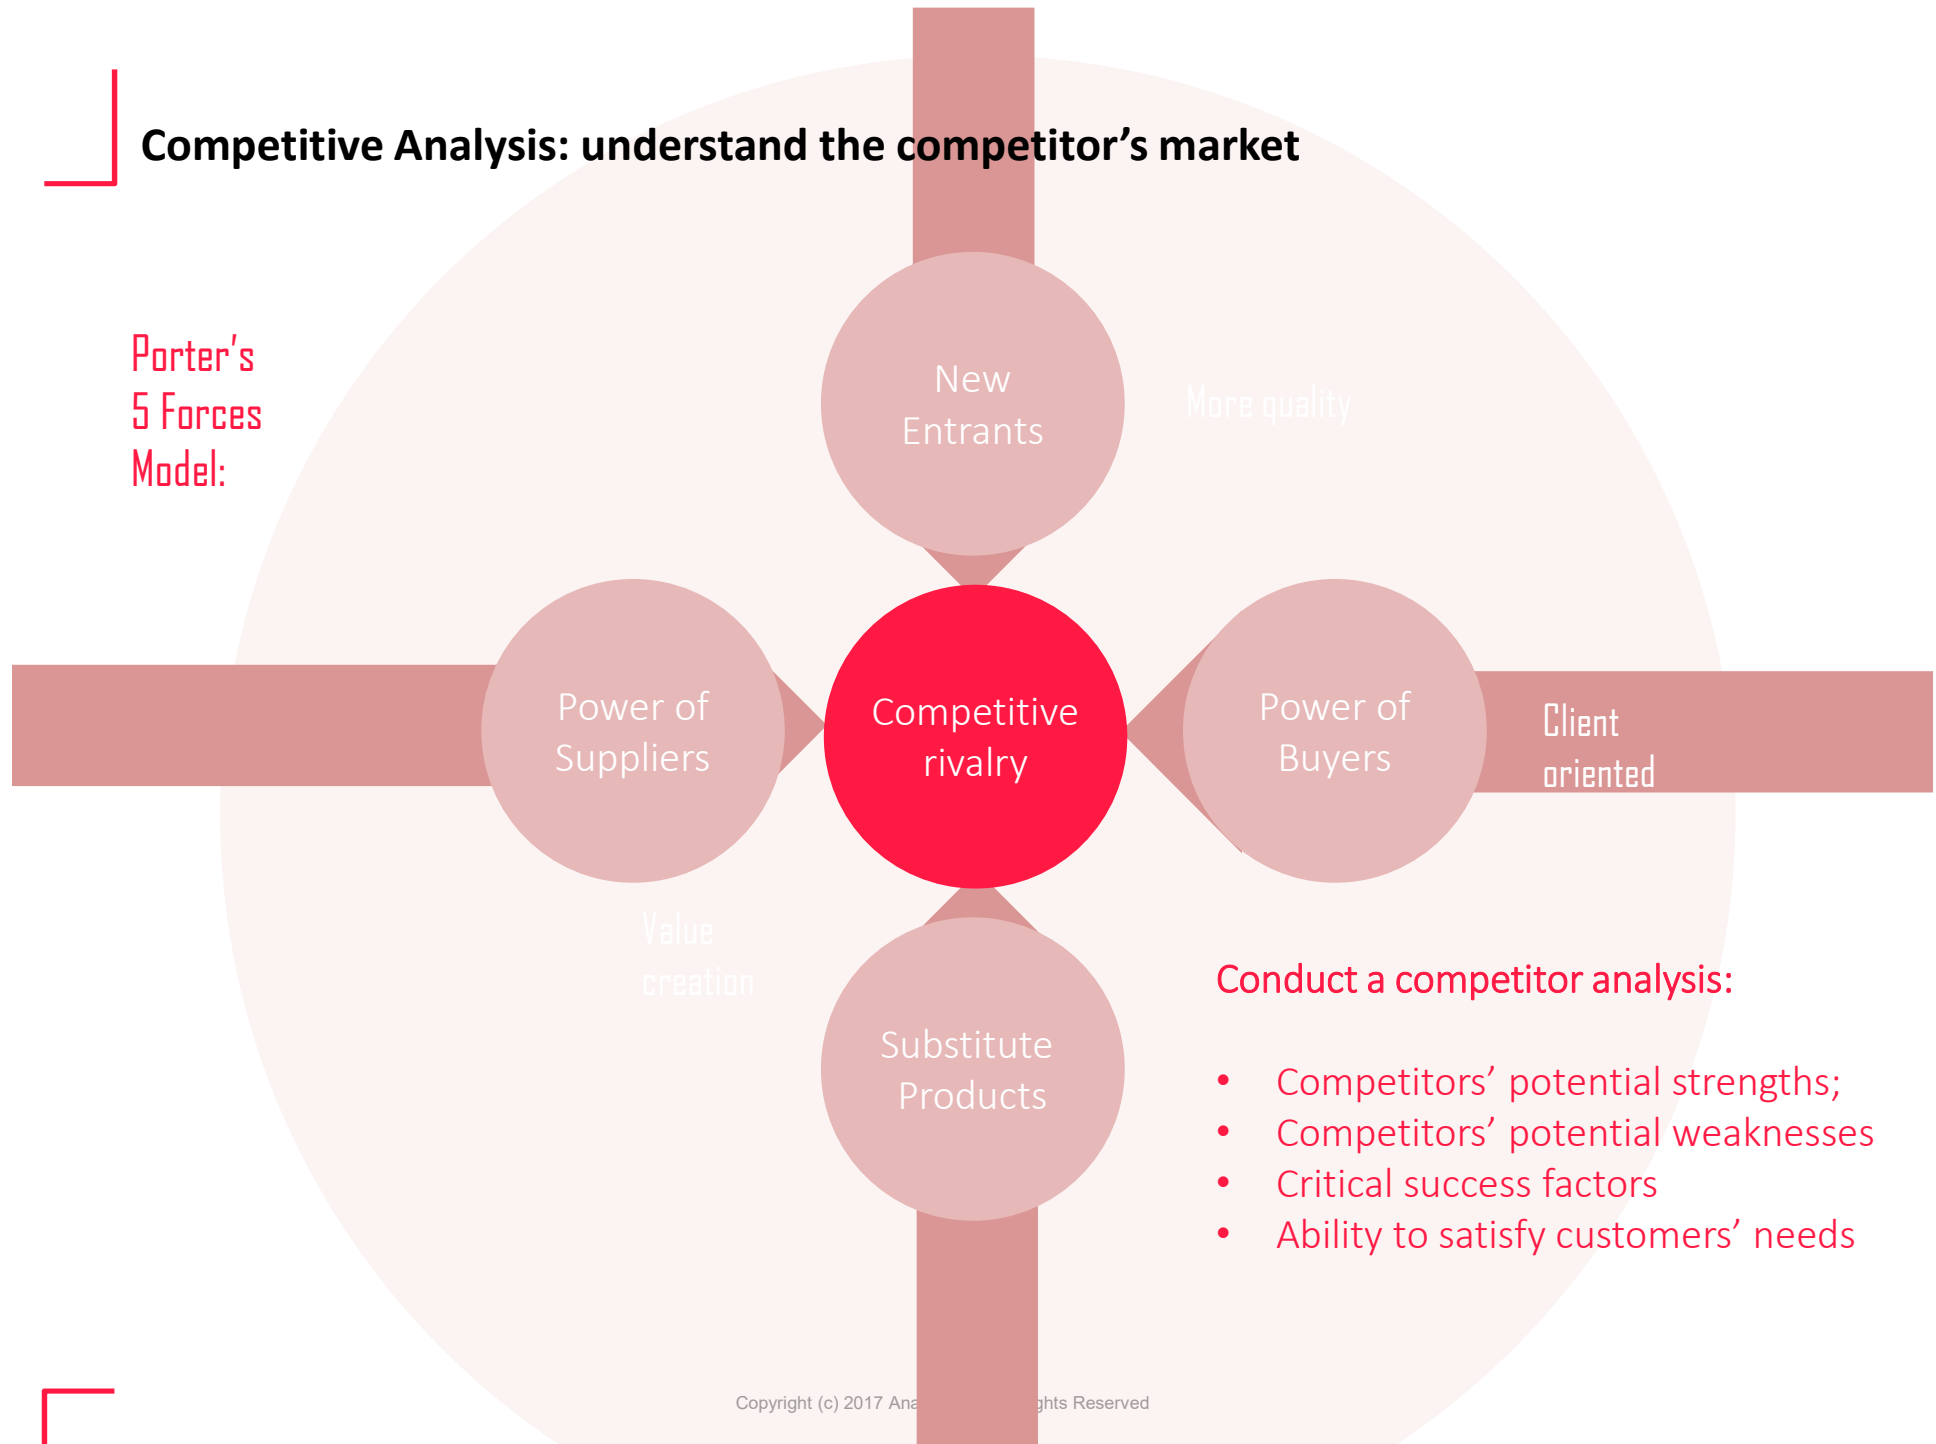 Competitive Analysis: understand the competitor's market
Porter's
5 Forces
Model:
New
Entrants
More quality
Power of
Suppliers
Competitive
rivalry
Power of
Buyers
Client
oriented
Value
creation
Substitute
Products
Conduct a competitor analysis:
• Competitors' potential strengths;
• Competitors' potential weaknesses
• Critical success factors
• Ability to satisfy customers' needs
Copyright (c) 2017 Reserved